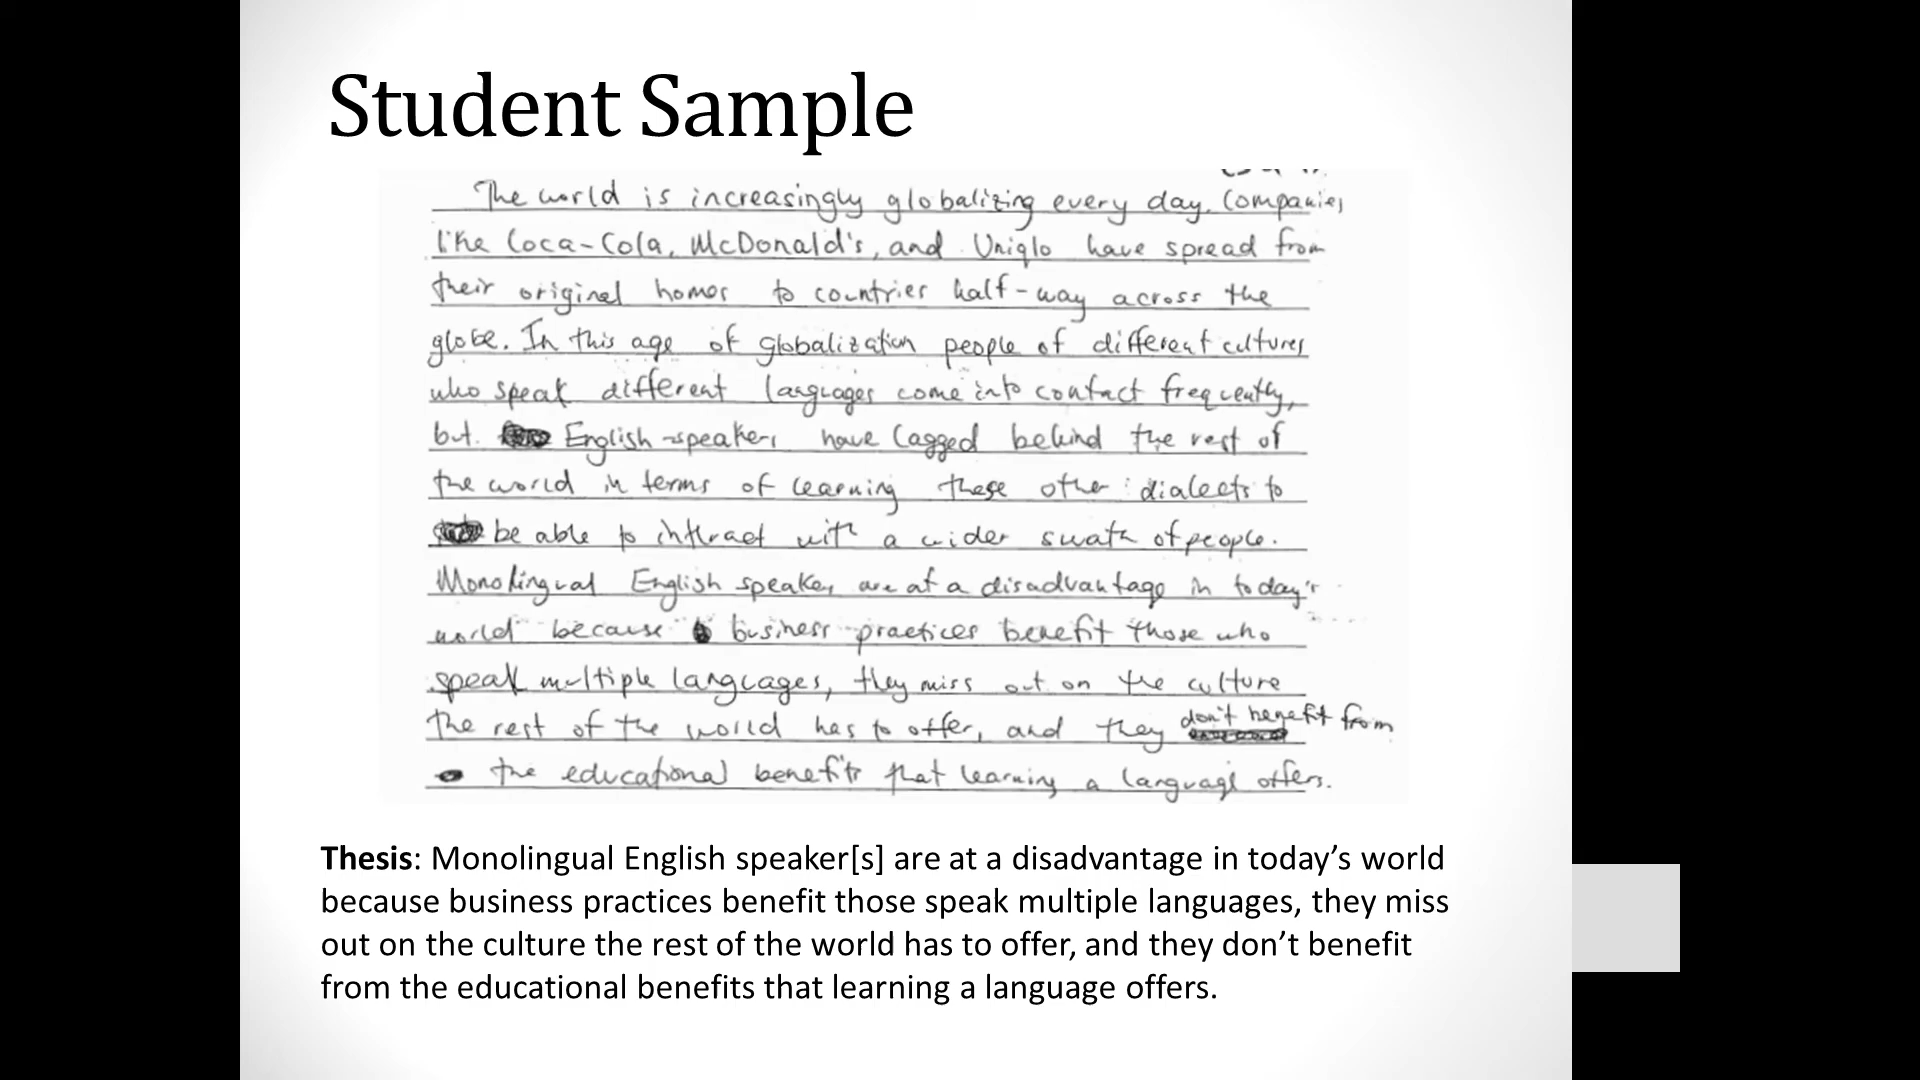 Student Sample
The world is increasingly globalizing every day. Companies
like Coca-Cola, McDonald's, and Uniqlo have spread from
their original homes to countries half-way across the
globe. In this age of globalization people of different cultures
who speak different languages come into contact frequently,
but English-speakers have lagged behind the rest of
the world in terms of learning these other dialects to
be able to interact with a wider swath of people.
Monolingual English speakers are at a disadvantage in today's
world because business practices benefit those who
speak multiple languages, they miss out on the culture
the rest of the world has to offer, and they don't benefit from
the educational benefits that learning a language offers.
Thesis: Monolingual English speaker[s] are at a disadvantage in today’s world
because business practices benefit those speak multiple languages, they miss
out on the culture the rest of the world has to offer, and they don’t benefit
from the educational benefits that learning a language offers.